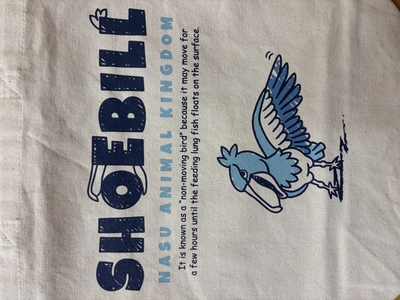 SHOEBILL
NASU ANIMAL KINGDOM
It is known as a "non-moving bird" because it may move for
a few hours until the feeding lung fish floats on the surface.